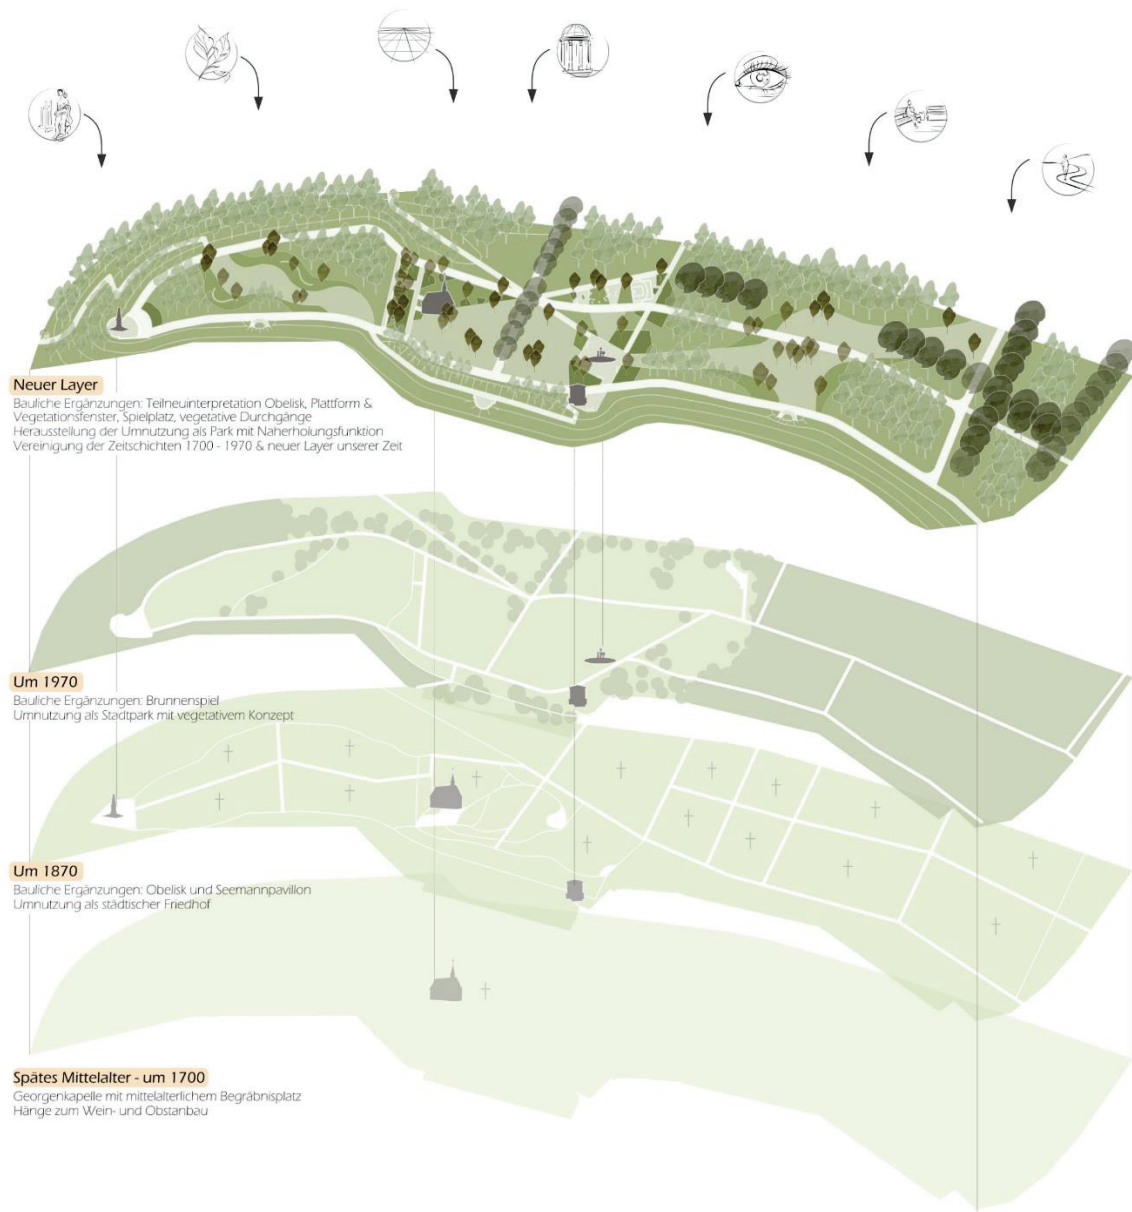 Neuer Layer
Bauliche Ergänzungen: Teilneuinterpretation Obelisk, Plattform &
Vegetationsfenster, Spielplatz, vegetative Durchgänge
Herausstellung der Umnutzung als Park mit Naherholungsfunktion
Vereinigung der Zeitschichten 1700 - 1970 & neuer Layer unserer Zeit
Um 1970
Bauliche Ergänzungen: Brunnenspiel
Umnutzung als Stadtpark mit vegetativem Konzept
Um 1870
Bauliche Ergänzungen: Obelisk und Seemannpavillon
Umnutzung als städtischer Friedhof
Spätes Mittelalter - um 1700
Georgenkapelle mit mittelalterlichem Begräbnisplatz
Hänge zum Wein- und Obstanbau